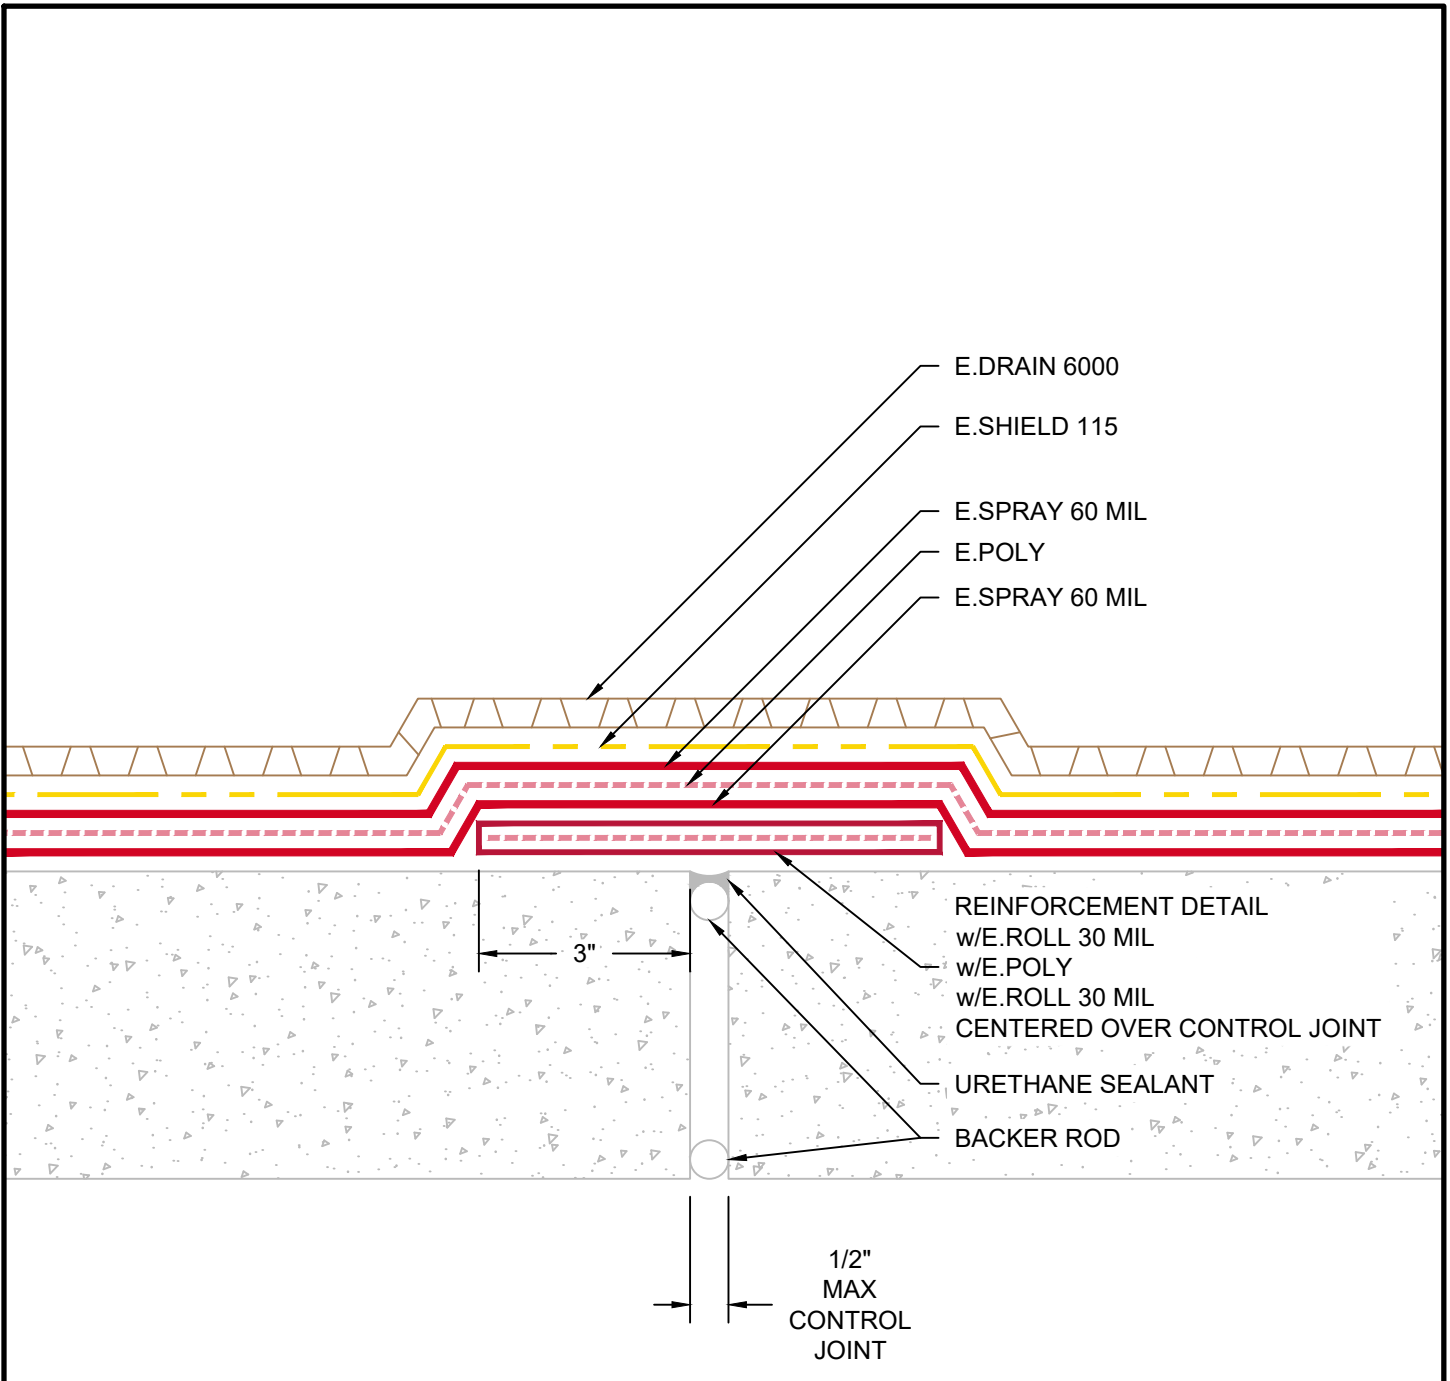 E.DRAIN 6000
E.SHIELD 115
E.SPRAY 60 MIL
E.POLY
E.SPRAY 60 MIL
REINFORCEMENT DETAIL
w/E.ROLL 30 MIL
w/E.POLY
w/E.ROLL 30 MIL
CENTERED OVER CONTROL JOINT
3"
URETHANE SEALANT
BACKER ROD
1/2"
MAX
CONTROL
JOINT